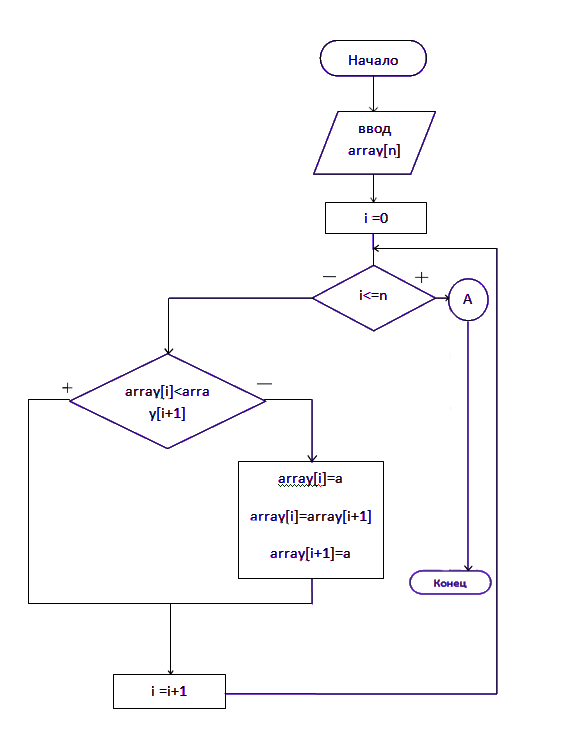 Начало
ввод
array[n]
i =0
− +
i<=n
A
+ −
array[i]<arra
y[i+1]
array[i]=a
array[i]=array[i+1]
array[i+1]=a
Конец
i =i+1